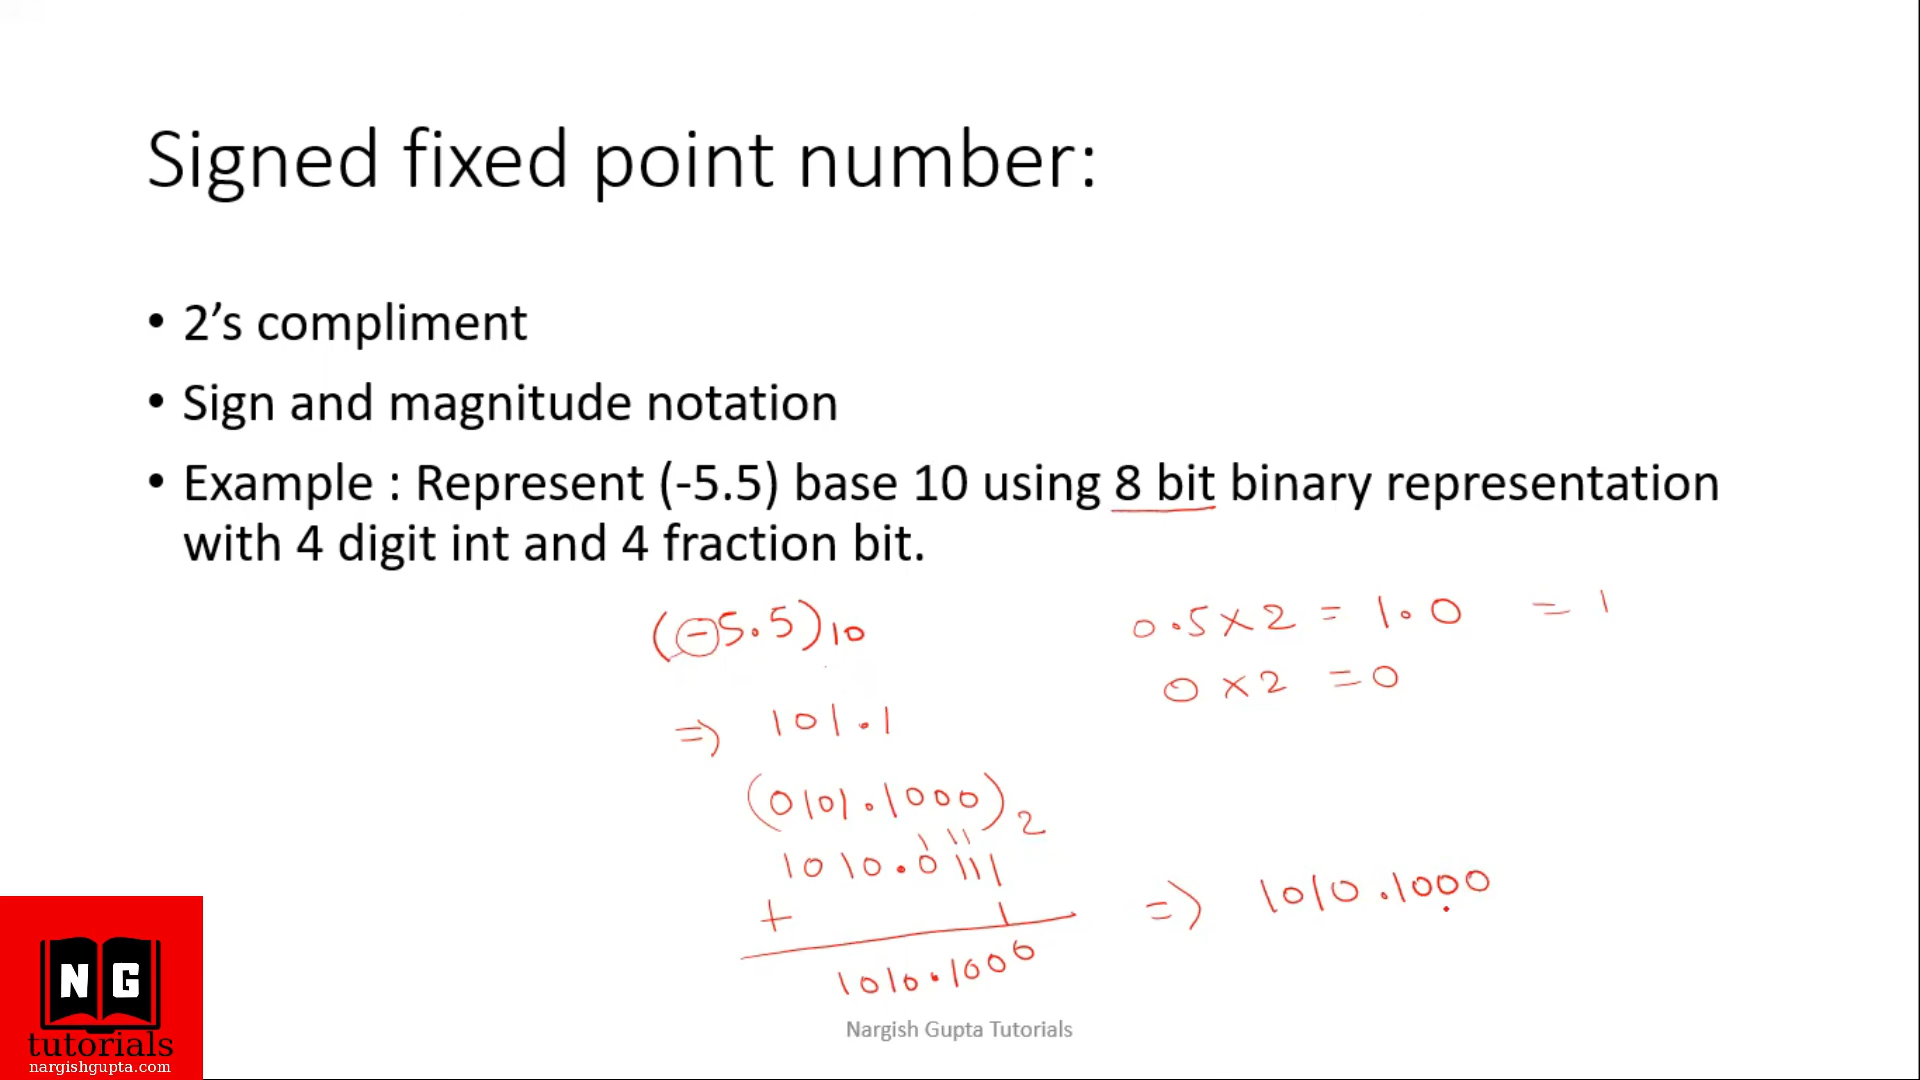 Signed fixed point number:
• 2’s compliment
• Sign and magnitude notation
• Example : Represent (-5.5) base 10 using 8 bit binary representation
with 4 digit int and 4 fraction bit.
(-5.5)10
0.5 x 2 = 1.0 = 1
0 x 2 = 0
=> 101.1
(0101.1000)2
1 1 1
1010.0111
+ 1
=> 1010.1000
1010.1000
Nargish Gupta Tutorials
NG
tutorials
nargishgupta.com